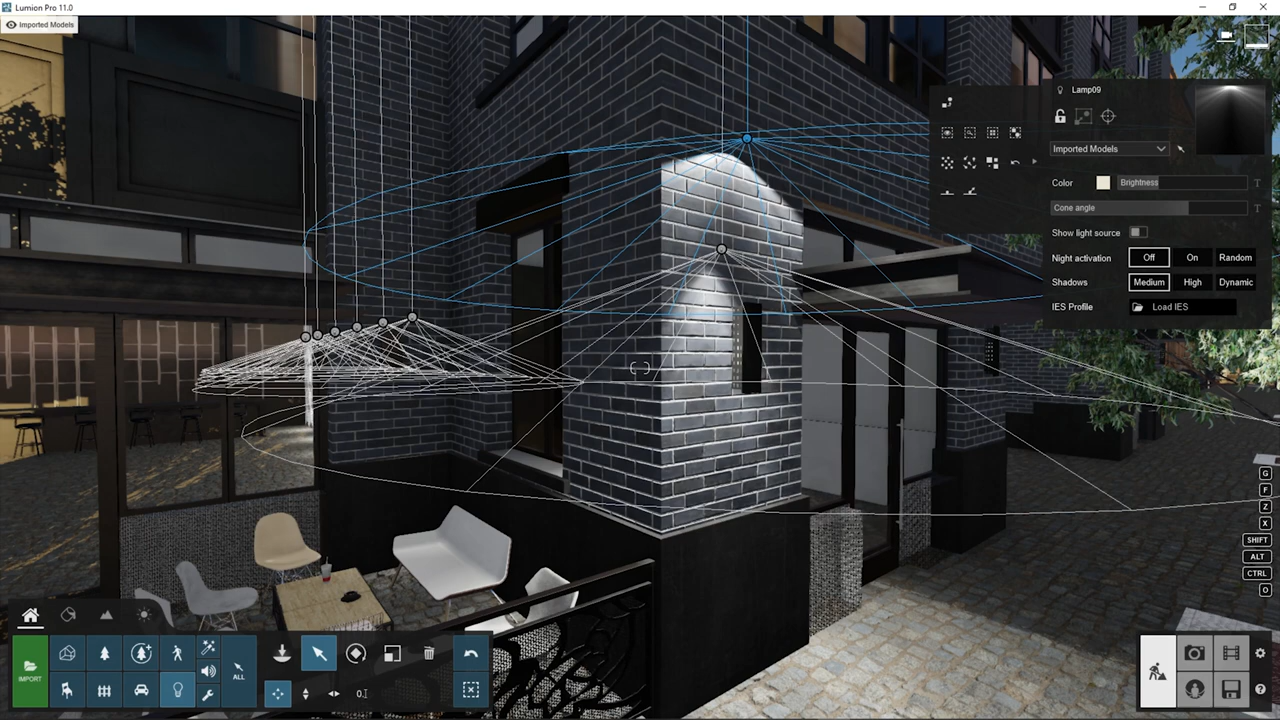 Lumion Pro 11.0
Imported Models
Lamp09
Imported Models
Color
Brightness
T
Cone angle
T
Show light source
Night activation
Off
On
Random
Shadows
Medium
High
Dynamic
IES Profile
Load IES
G
F
Z
X
SHIFT
ALT
CTRL
O
IMPORT
ALL
0.
?